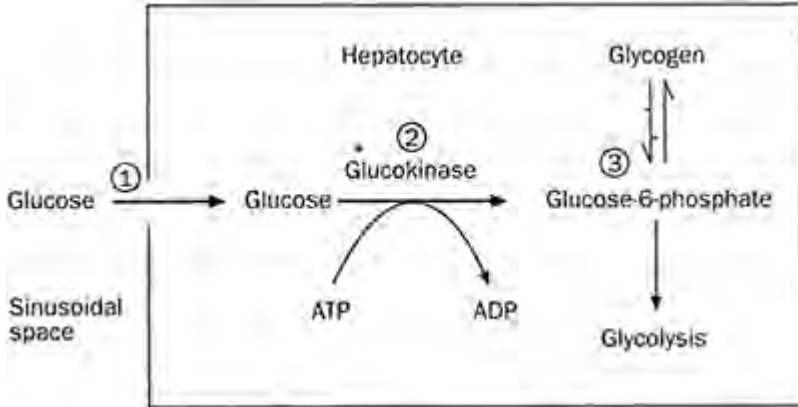 Hepatocyte
Glycogen
②
Glucokinase
①
③
Glucose
Glucose
Glucose-6-phosphate
ATP
ADP
Sinusoidal
space
Glycolysis